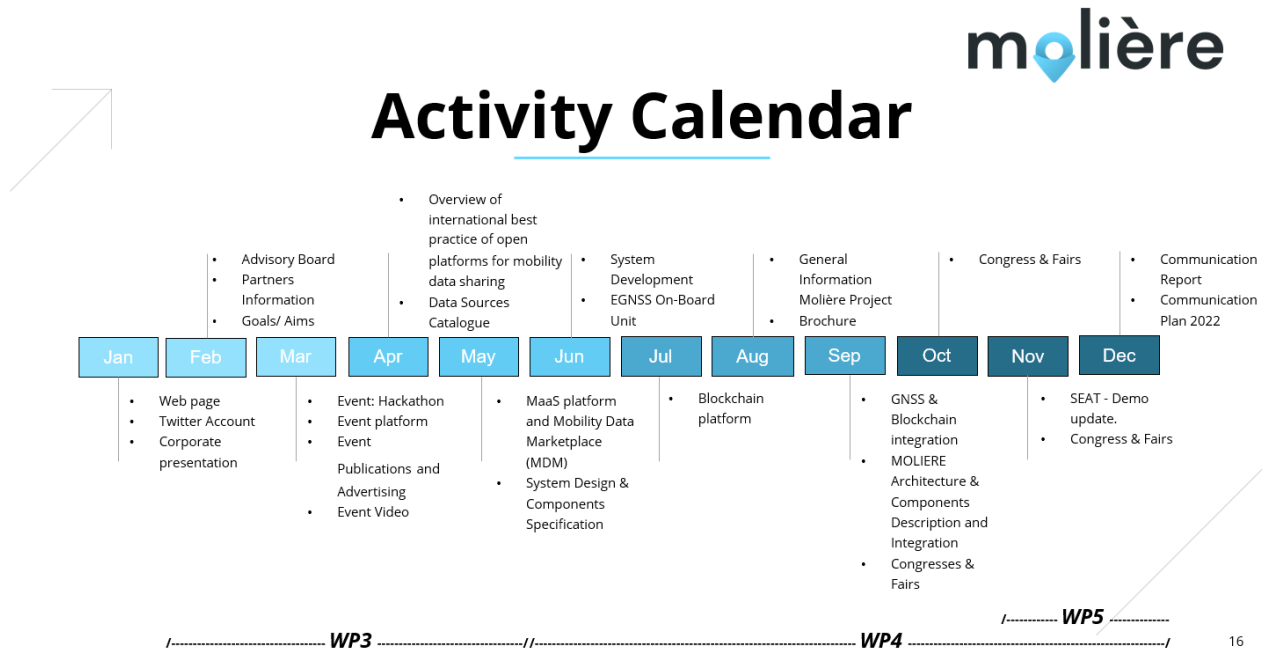 molière
Activity Calendar
• Advisory Board
• Partners
Information
• Goals/ Aims
• Overview of
international best
practice of open
platforms for mobility
data sharing
• Data Sources
Catalogue
• System
Development
• EGNSS On-Board
Unit
• General
Information
Molière Project
• Brochure
• Congress & Fairs
• Communication
Report
• Communication
Plan 2022
Jan Feb Mar Apr May Jun Jul Aug Sep Oct Nov Dec
• Web page
• Twitter Account
• Corporate
presentation
• Event: Hackathon
• Event platform
• Event
Publications and
Advertising
• Event Video
• MaaS platform
and Mobility Data
Marketplace
(MDM)
• System Design &
Components
Specification
• Blockchain
platform
• GNSS &
Blockchain
integration
• MOLIERE
Architecture &
Components
Description and
Integration
• Congresses &
Fairs
• SEAT - Demo
update.
• Congress & Fairs
/------------ WP5 --------------
/----------------------------------- WP3 ---------------------------------//-------------------------------------------------------------------------- WP4 -----------------------------------------------------------/
16